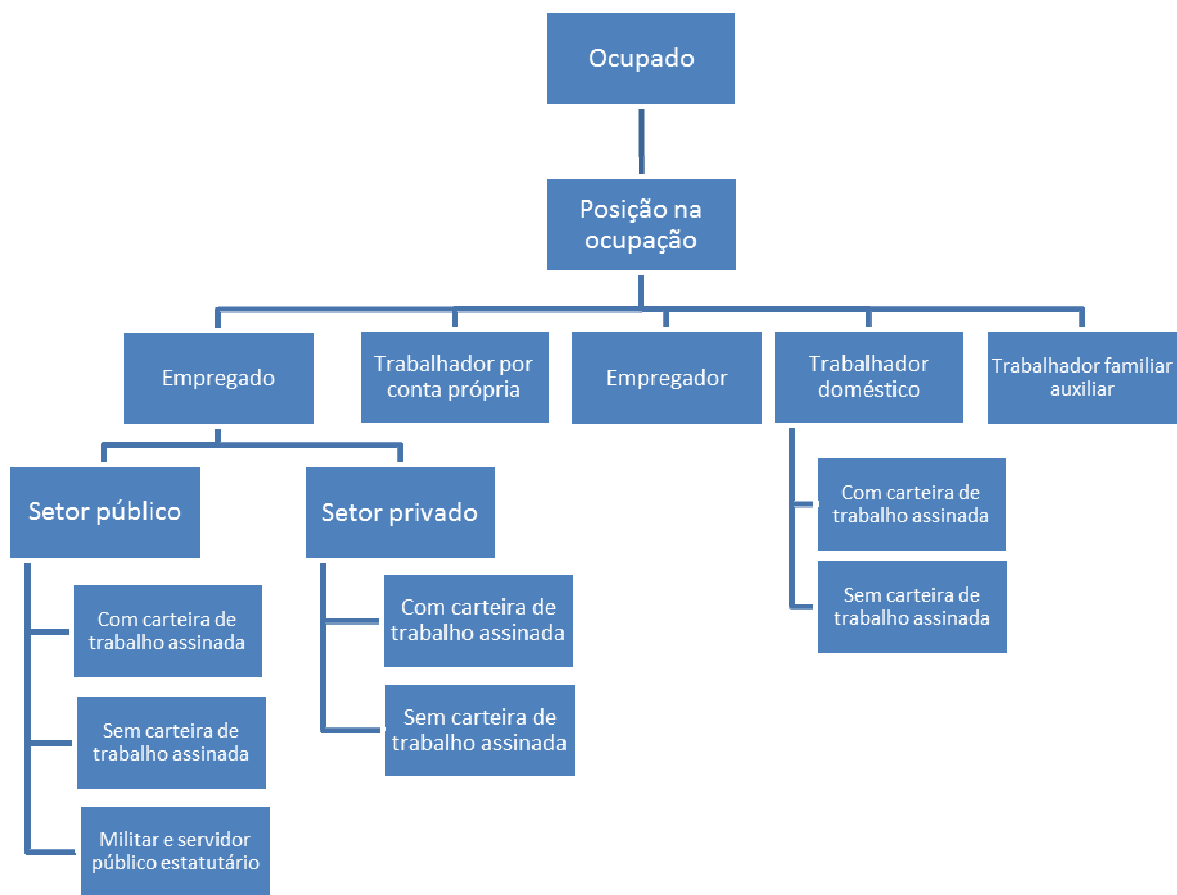 Ocupado
Posição na
ocupação
Empregado
Trabalhador por
conta própria
Empregador
Trabalhador
doméstico
Trabalhador familiar
auxiliar
Setor público
Com carteira de
trabalho assinada
Sem carteira de
trabalho assinada
Militar e servidor
público estatutário
Setor privado
Com carteira de
trabalho assinada
Sem carteira de
trabalho assinada
Com carteira de
trabalho assinada
Sem carteira de
trabalho assinada